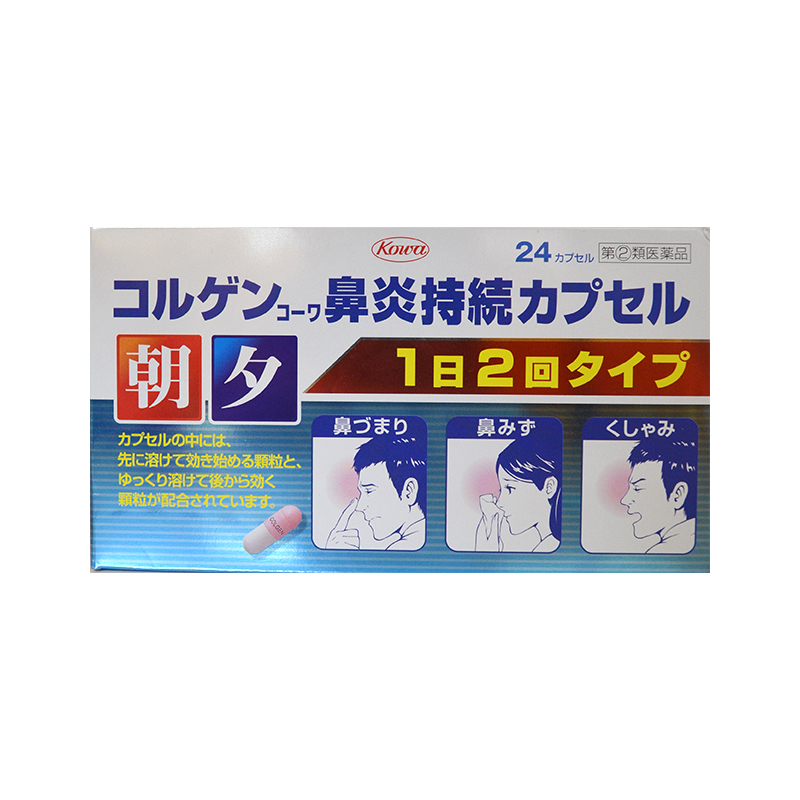 Kowa
24カプセル 第②類医薬品
コルゲンコーワ鼻炎持続カプセル
朝 夕 1日2回タイプ
カプセルの中には、
先に溶けて効き始める顆粒と、
ゆっくり溶けて後から効く
顆粒が配合されています。
COLGEN
鼻づまり 鼻みず くしゃみ